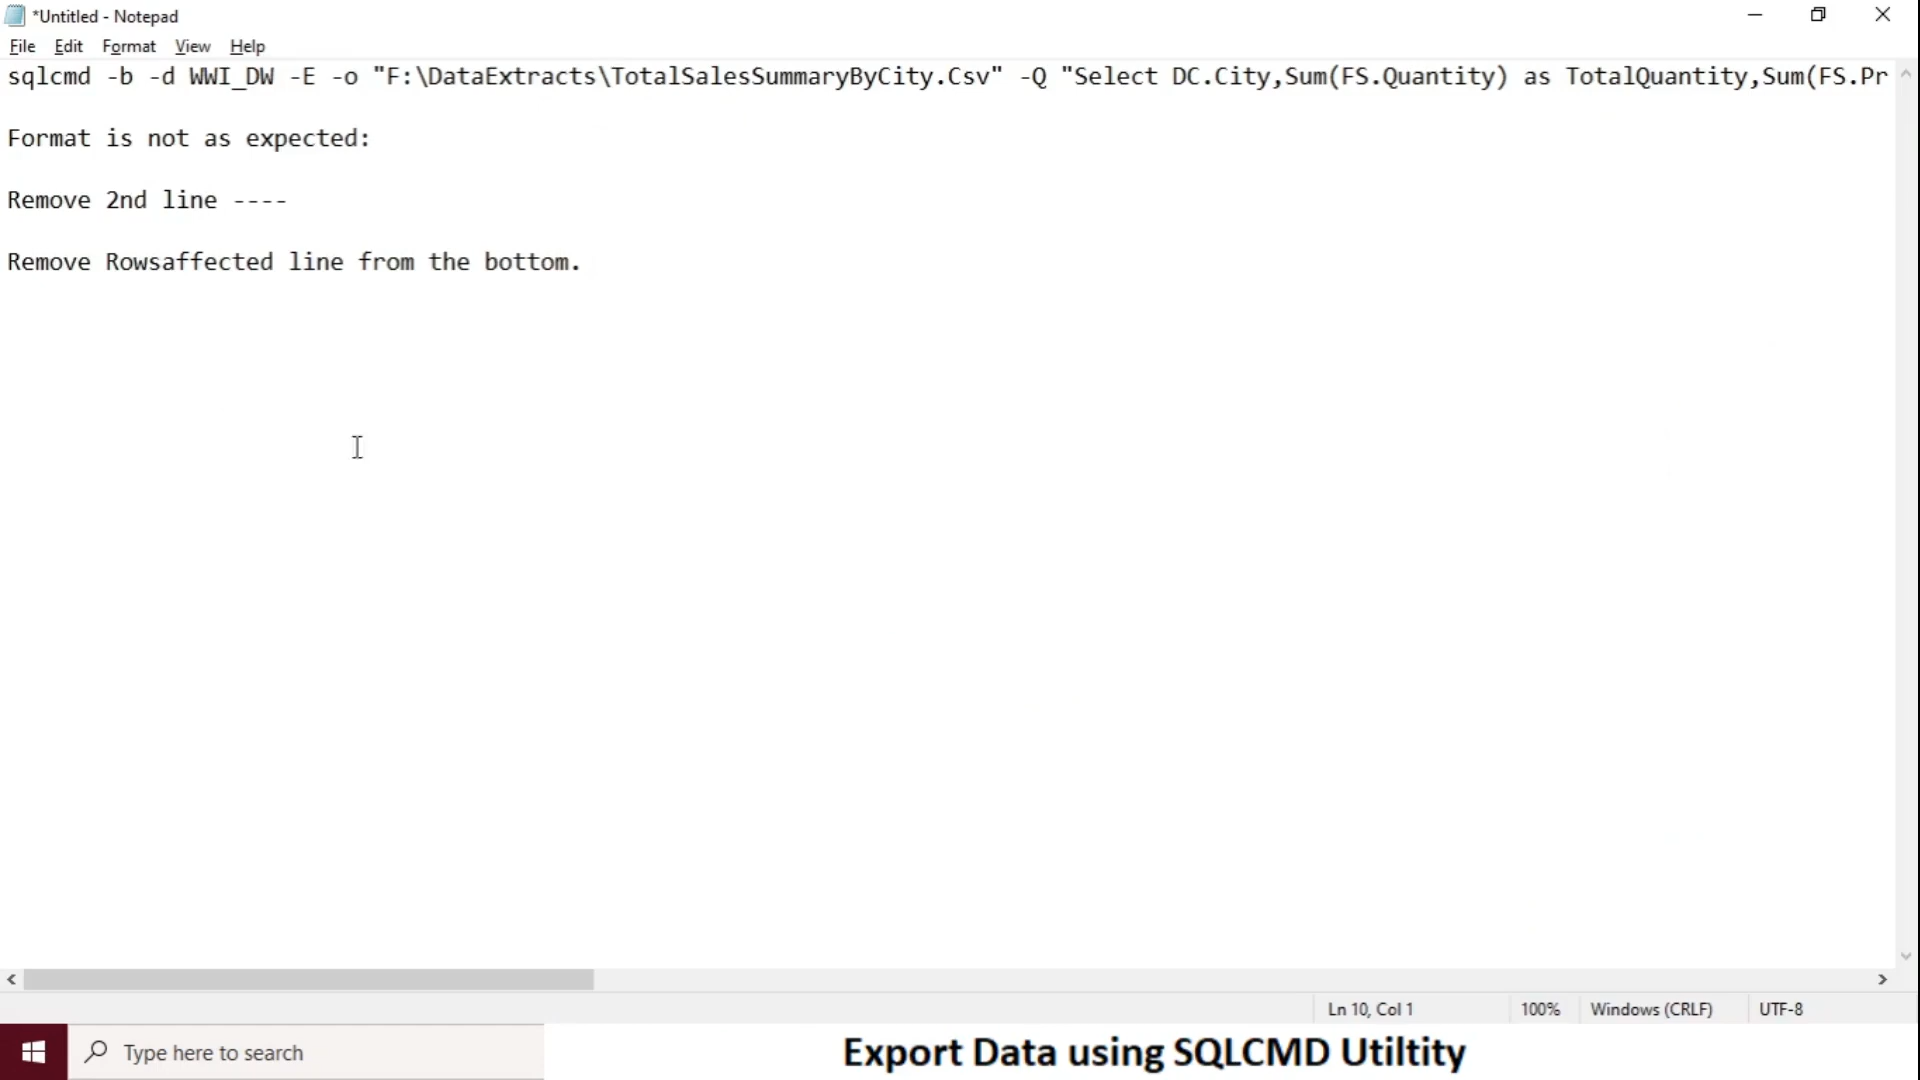 *Untitled - Notepad
File Edit Format View Help
sqlcmd -b -d WWI_DW -E -o "F:\DataExtracts\TotalSalesSummaryByCity.Csv" -Q "Select DC.City,Sum(FS.Quantity) as TotalQuantity,Sum(FS.Pr
Format is not as expected:
Remove 2nd line ----
Remove Rowsaffected line from the bottom.
Ln 10, Col 1 100% Windows (CRLF) UTF-8
Type here to search
Export Data using SQLCMD Utiltity